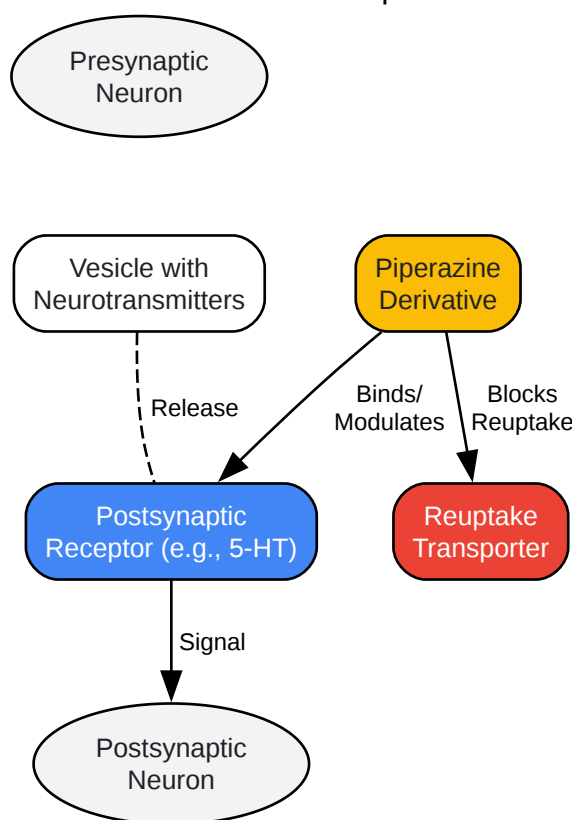 Presynaptic
Neuron
Vesicle with
Neurotransmitters
Piperazine
Derivative
Release
Binds/
Modulates
Blocks
Reuptake
Postsynaptic
Receptor (e.g., 5-HT)
Reuptake
Transporter
Signal
Postsynaptic
Neuron